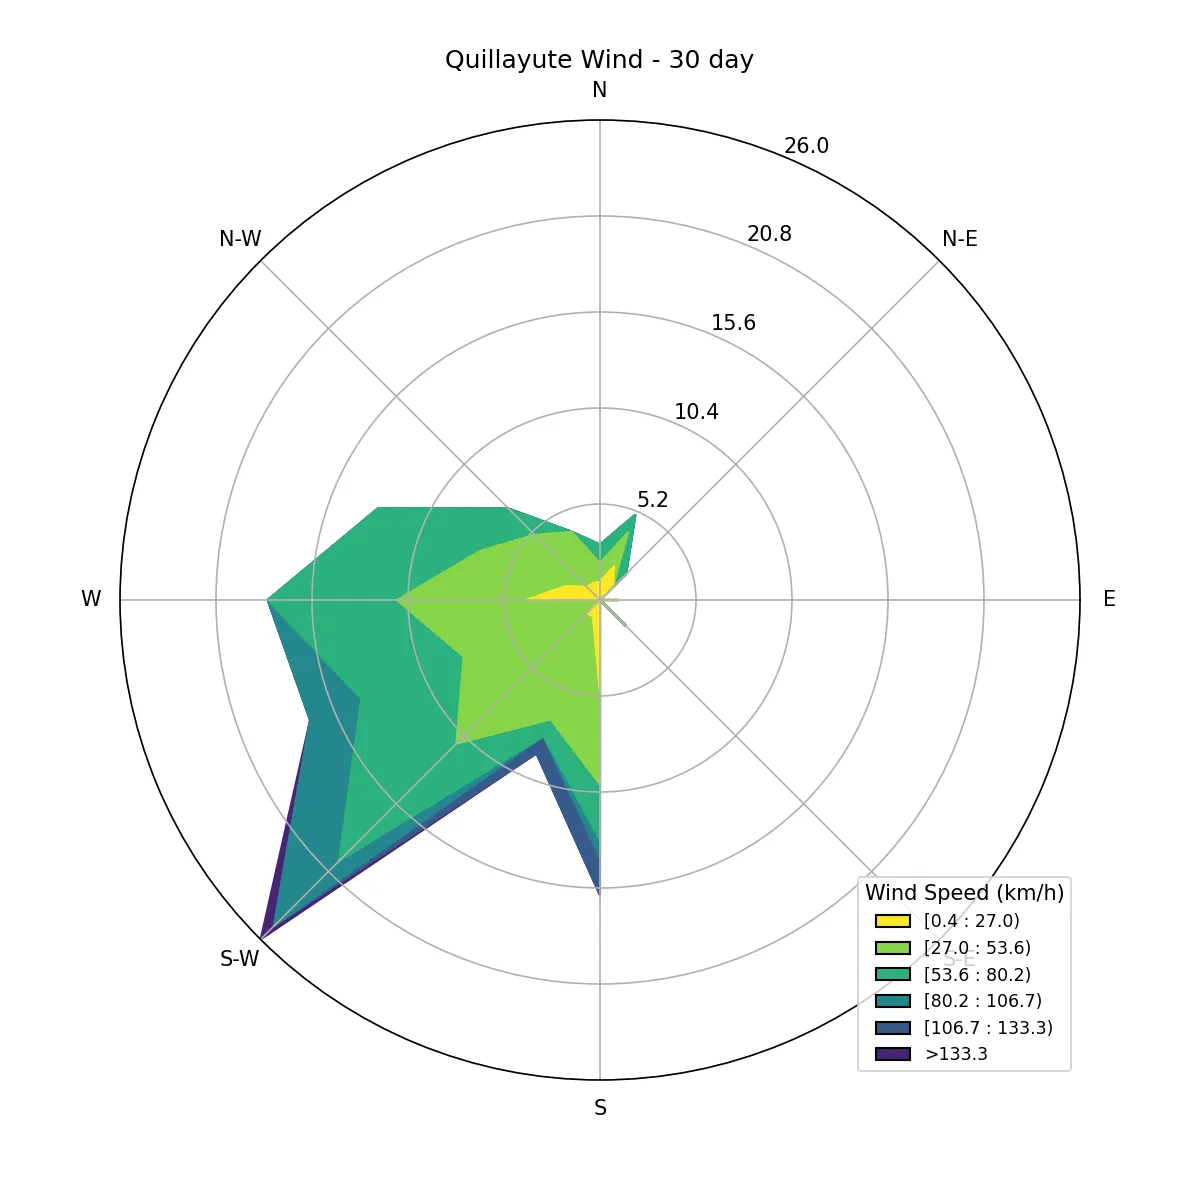 Quillayute Wind - 30 day
N
26.0
N-W
20.8
N-E
15.6
10.4
5.2
W
E
S-W
S-E
S
Wind Speed (km/h)
[0.4 : 27.0)
[27.0 : 53.6)
[53.6 : 80.2)
[80.2 : 106.7)
[106.7 : 133.3)
>133.3